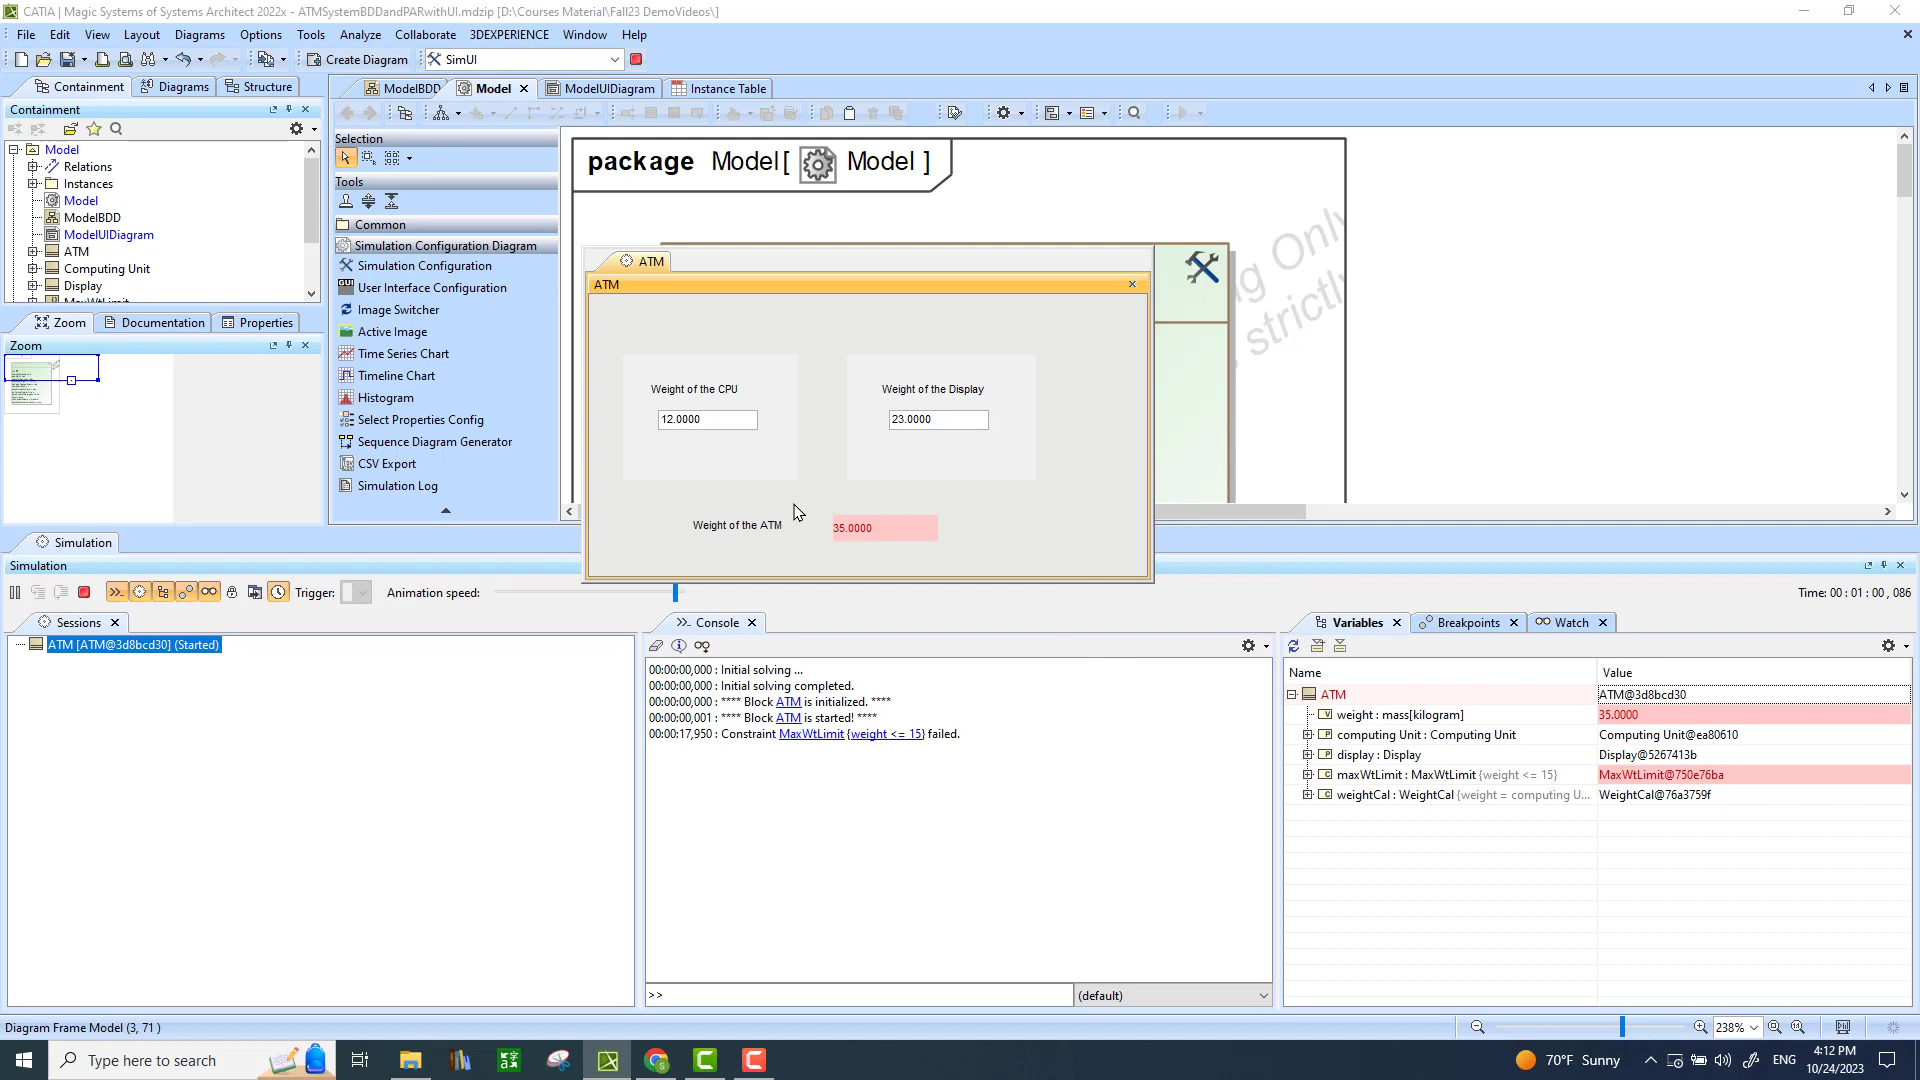 CATIA | Magic Systems of Systems Architect 2022x - ATMSystemBDDandPARwithUI.mdzip [D:\Courses Material\Fall23 DemoVideos\]
File Edit View Layout Diagrams Options Tools Analyze Collaborate 3DEXPERIENCE Window Help
Create Diagram SimUI
Containment Diagrams Structure
ModelBDD Model ModelUIDiagram Instance Table
Containment
Model
Relations
Instances
Model
ModelBDD
ModelUIDiagram
ATM
Computing Unit
Display
MaxWtLimit
Zoom Documentation Properties
Zoom
Selection
Tools
Common
Simulation Configuration Diagram
Simulation Configuration
GUI User Interface Configuration
Image Switcher
Active Image
Time Series Chart
Timeline Chart
Histogram
Select Properties Config
Sequence Diagram Generator
CSV Export
Simulation Log
package Model[ Model ]
ng Only
strictly
ATM
ATM
Weight of the CPU
12.0000
Weight of the Display
23.0000
Weight of the ATM
35.0000
Simulation
Simulation
Trigger: Animation speed:
Time: 00 : 01 : 00 , 086
Sessions
ATM [ATM@3d8bcd30] (Started)
Console
00:00:00,000 : Initial solving ...
00:00:00,000 : Initial solving completed.
00:00:00,000 : **** Block ATM is initialized. ****
00:00:00,001 : **** Block ATM is started! ****
00:00:17,950 : Constraint MaxWtLimit {weight <= 15} failed.
>>
(default)
Variables Breakpoints Watch
Name Value
ATM ATM@3d8bcd30
weight : mass[kilogram] 35.0000
computing Unit : Computing Unit Computing Unit@ea80610
display : Display Display@5267413b
maxWtLimit : MaxWtLimit {weight <= 15} MaxWtLimit@750e76ba
weightCal : WeightCal {weight = computing U... WeightCal@76a3759f
Diagram Frame Model (3, 71 )
238%
Type here to search
70°F Sunny
ENG
4:12 PM
10/24/2023